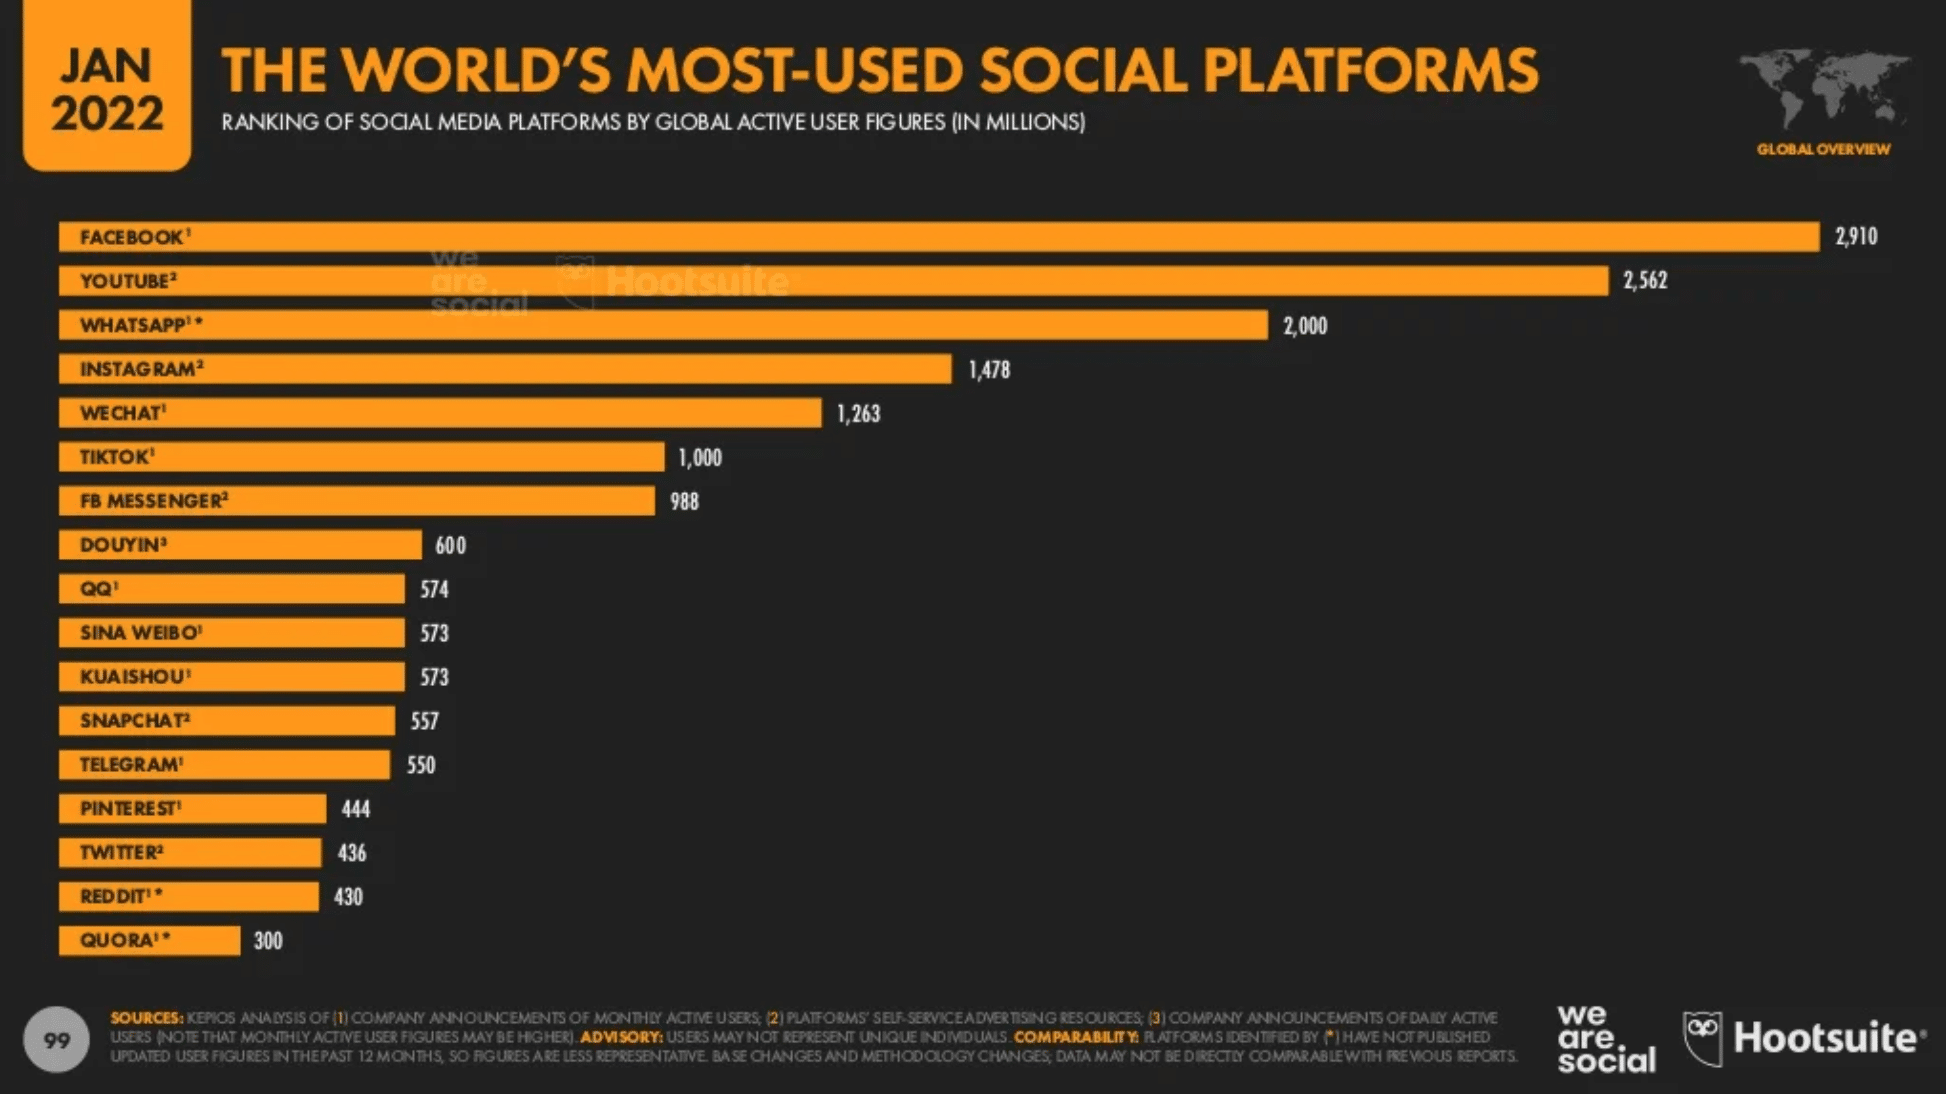 JAN
2022
THE WORLD'S MOST-USED SOCIAL PLATFORMS
RANKING OF SOCIAL MEDIA PLATFORMS BY GLOBAL ACTIVE USER FIGURES (IN MILLIONS)
GLOBAL OVERVIEW
FACEBOOK¹ 2,910
YOUTUBE² 2,562
WHATSAPP¹* 2,000
INSTAGRAM² 1,478
WECHAT¹ 1,263
TIKTOK¹ 1,000
FB MESSENGER² 988
DOUYIN³ 600
QQ¹ 574
SINA WEIBO¹ 573
KUAISHOU¹ 573
SNAPCHAT² 557
TELEGRAM¹ 550
PINTEREST¹ 444
TWITTER² 436
REDDIT¹* 430
QUORA¹* 300
we
are.
social
Hootsuite
99
SOURCES: KEPIOS ANALYSIS OF (1) COMPANY ANNOUNCEMENTS OF MONTHLY ACTIVE USERS; (2) PLATFORMS' SELF-SERVICE ADVERTISING RESOURCES; (3) COMPANY ANNOUNCEMENTS OF DAILY ACTIVE
USERS (NOTE THAT MONTHLY ACTIVE USER FIGURES MAY BE HIGHER). ADVISORY: USERS MAY NOT REPRESENT UNIQUE INDIVIDUALS. COMPARABILITY: PLATFORMS IDENTIFIED BY (*) HAVE NOT PUBLISHED
UPDATED USER FIGURES IN THE PAST 12 MONTHS, SO FIGURES ARE LESS REPRESENTATIVE. BASE CHANGES AND METHODOLOGY CHANGES; DATA MAY NOT BE DIRECTLY COMPARABLE WITH PREVIOUS REPORTS.
we
are.
social
Hootsuite®